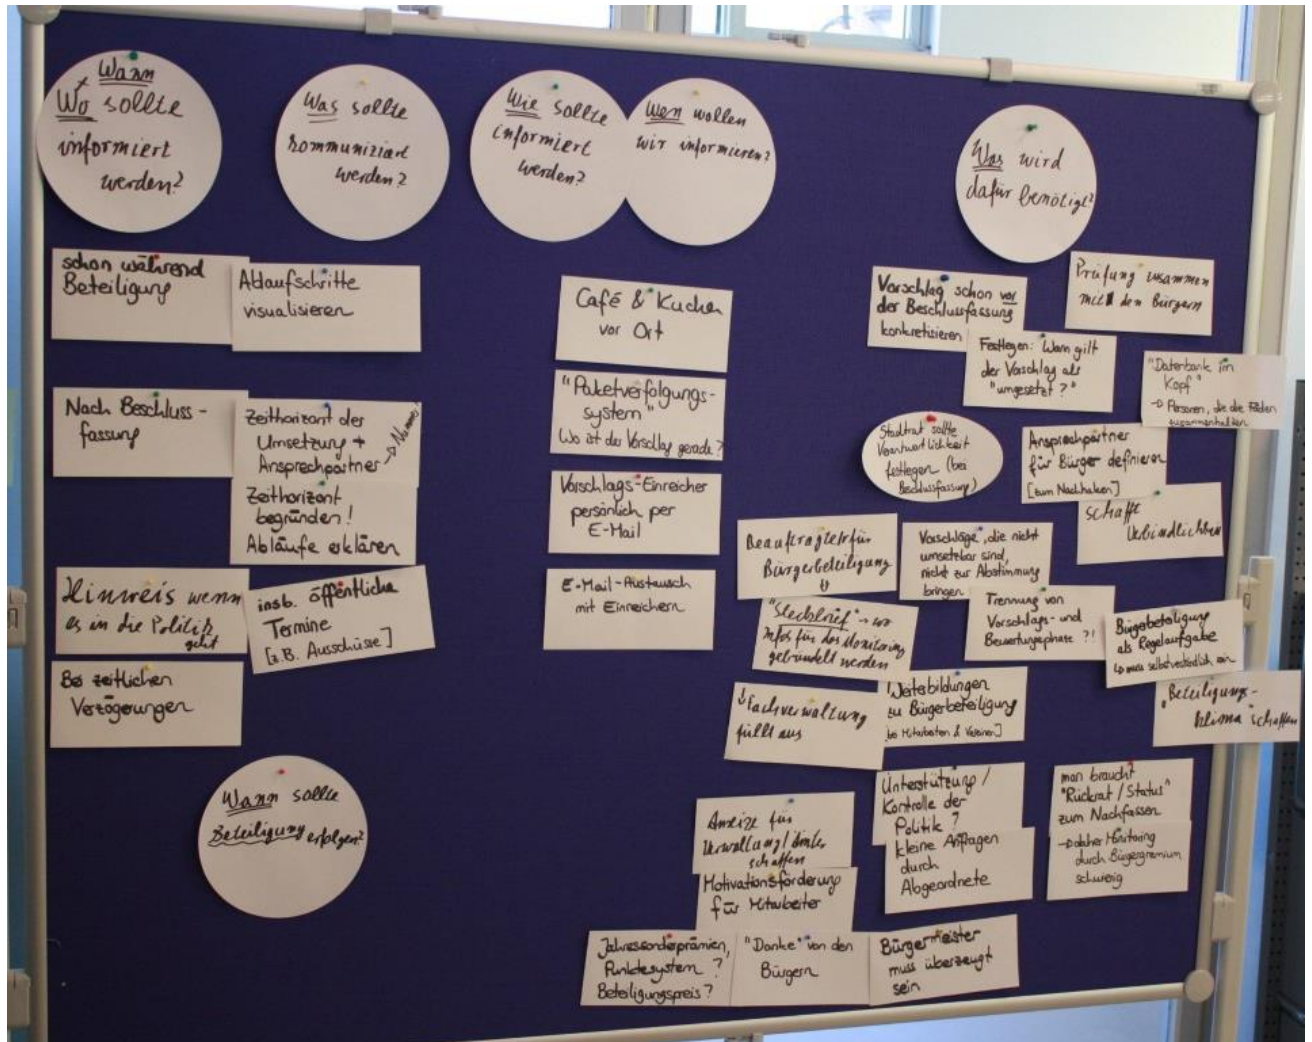 Wann
+
Wo sollte
informiert
werden?
Was sollte
kommuniziert
werden?
Wie sollte
informiert
werden?
Wen wollen
wir informieren?
Was wird
dafür benötigt?
schon während
Beteiligung
Nach Beschluss-
fassung
Hinweis wenn
es in die Politik
geht
Bei zeitlichen
Verzögerungen
Ablaufschritte
visualisieren
Zeithorizont der
Umsetzung +
Ansprechpartner
Zeithorizont
begründen!
Abläufe erklären
insb. öffentliche
Termine
[z.B. Ausschüsse]
Wann sollte
Beteiligung erfolgen?
Café & Kuchen
vor Ort
"Paketverfolgungs-
system"
Wo ist der Vorschlag gerade?
Vorschlags-Einreicher
persönlich per
E-Mail
E-Mail-Austausch
mit Einreichern
Vorschlag schon vor
der Beschlussfassung
konkretisieren
Prüfung zusammen
mit den Bürgern
Festlegen: Wann gilt
der Vorschlag als
"umgesetzt?"
"Datenbank im
Kopf"
→ Personen, die die Fäden
zusammenhalten
Stadtrat sollte
Verantwortlichkeit
festlegen (bei
Beschlussfassung)
Ansprechpartner
für Bürger definieren
[zum Nachhaken]
schafft
Verbindlichkeit
Beauftragter für
Bürgerbeteiligung
↓
"Steckbrief" → wo
Infos für das Monitoring
gebündelt werden
↓ Fachverwaltung
füllt aus
Vorschläge, die nicht
umsetzbar sind,
nicht zur Abstimmung
bringen
Trennung von
Vorschlags- und
Bewertungsphase?!
Bürgerbeteiligung
als Regelaufgabe
↳ muss selbstverständlich sein
"Beteiligungs-
klima" schaffen
Weiterbildungen
zu Bürgerbeteiligung
[bei Mitarbeitern & Vereinen]
Unterstützung /
Kontrolle der
Politik?
kleine Anfragen
durch
Abgeordnete
man braucht
"Rückrat / Status"
zum Nachfassen
→ daher Monitoring
durch Bürgergremium
schwierig
Anreize für
Verwaltung/Ämter
schaffen
Motivationsförderung
für Mitarbeiter
Jahressonderprämien,
Punktesystem?
Beteiligungspreis?
"Danke" von den
Bürgern
Bürgermeister
muss überzeugt
sein